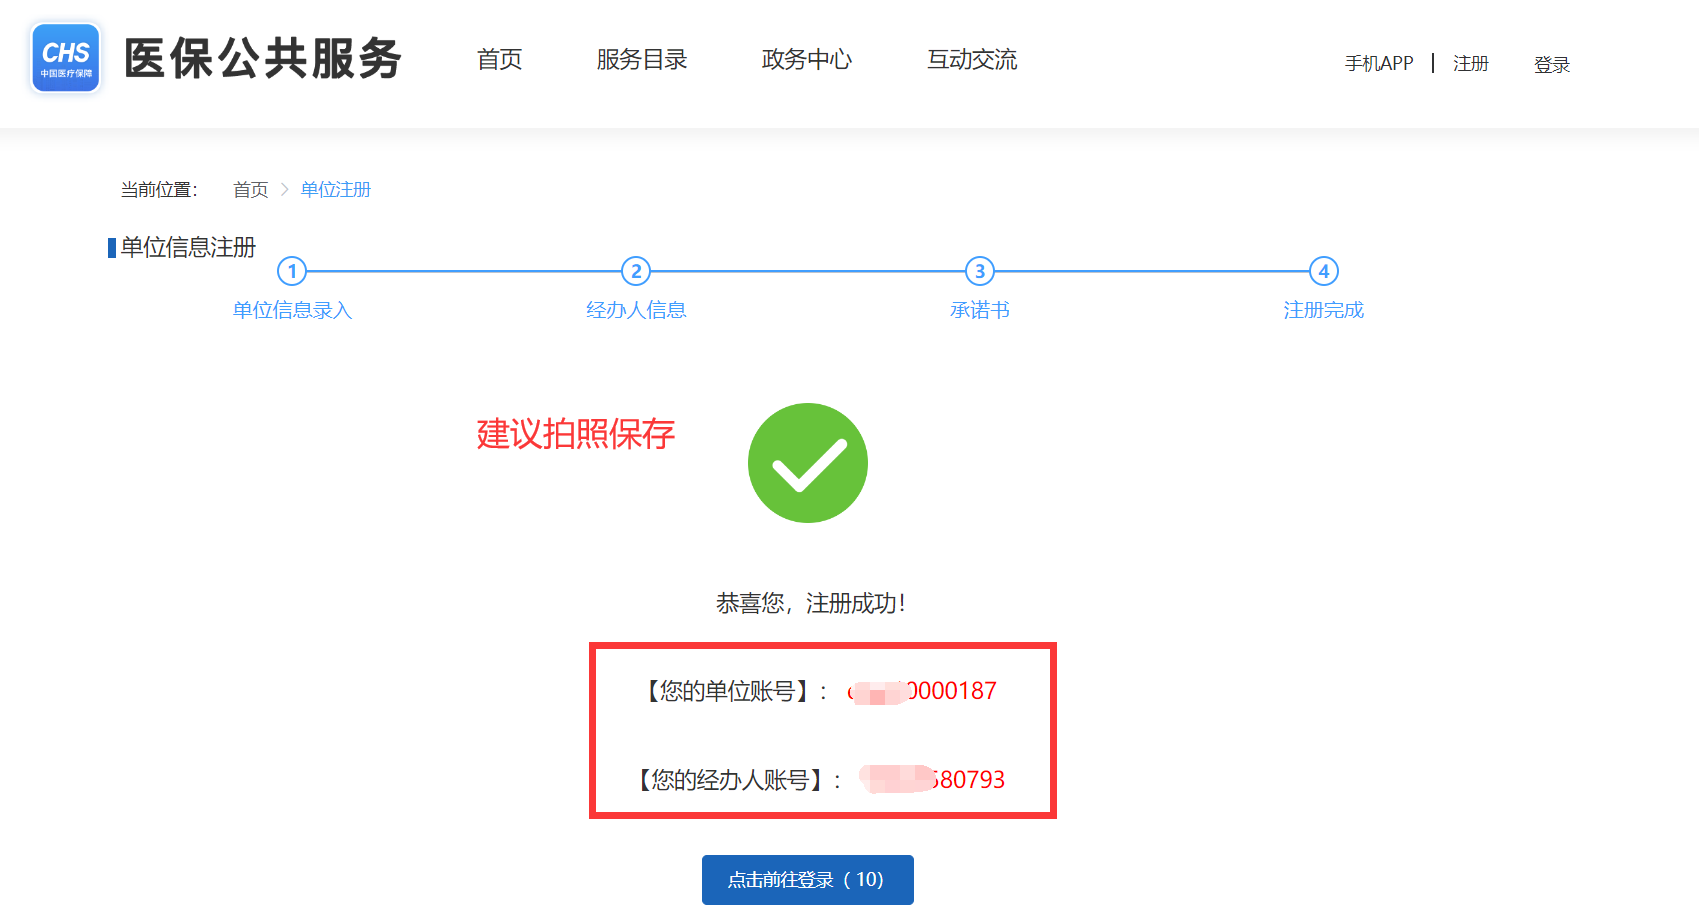 CHS
中国医疗保障
医保公共服务
首页
服务目录
政务中心
互动交流
手机APP
注册
登录
当前位置：
首页 > 单位注册
单位信息注册
1
2
3
4
单位信息录入
经办人信息
承诺书
注册完成
建议拍照保存
恭喜您，注册成功！
【您的单位账号】： 0000187
【您的经办人账号】： 580793
点击前往登录（ 10）